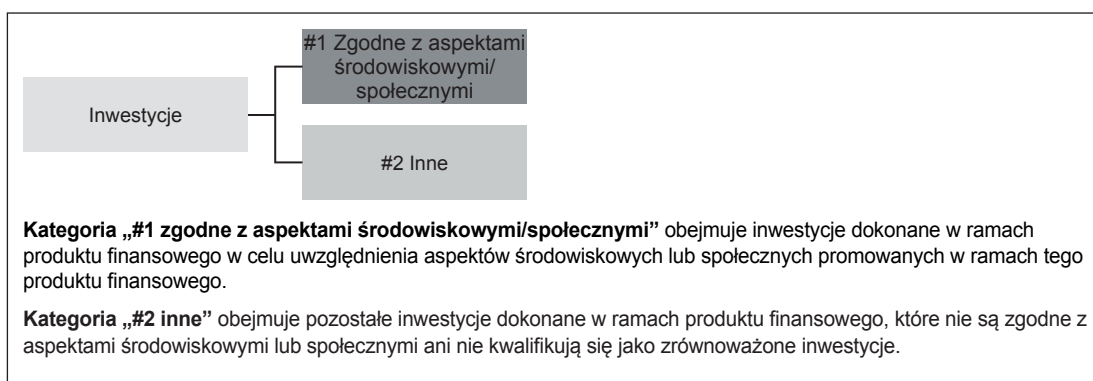 #1 Zgodne z aspektami
środowiskowymi/
społecznymi
Inwestycje
#2 Inne
Kategoria „#1 zgodne z aspektami środowiskowymi/społecznymi” obejmuje inwestycje dokonane w ramach
produktu finansowego w celu uwzględnienia aspektów środowiskowych lub społecznych promowanych w ramach tego
produktu finansowego.
Kategoria „#2 inne” obejmuje pozostałe inwestycje dokonane w ramach produktu finansowego, które nie są zgodne z
aspektami środowiskowymi lub społecznymi ani nie kwalifikują się jako zrównoważone inwestycje.